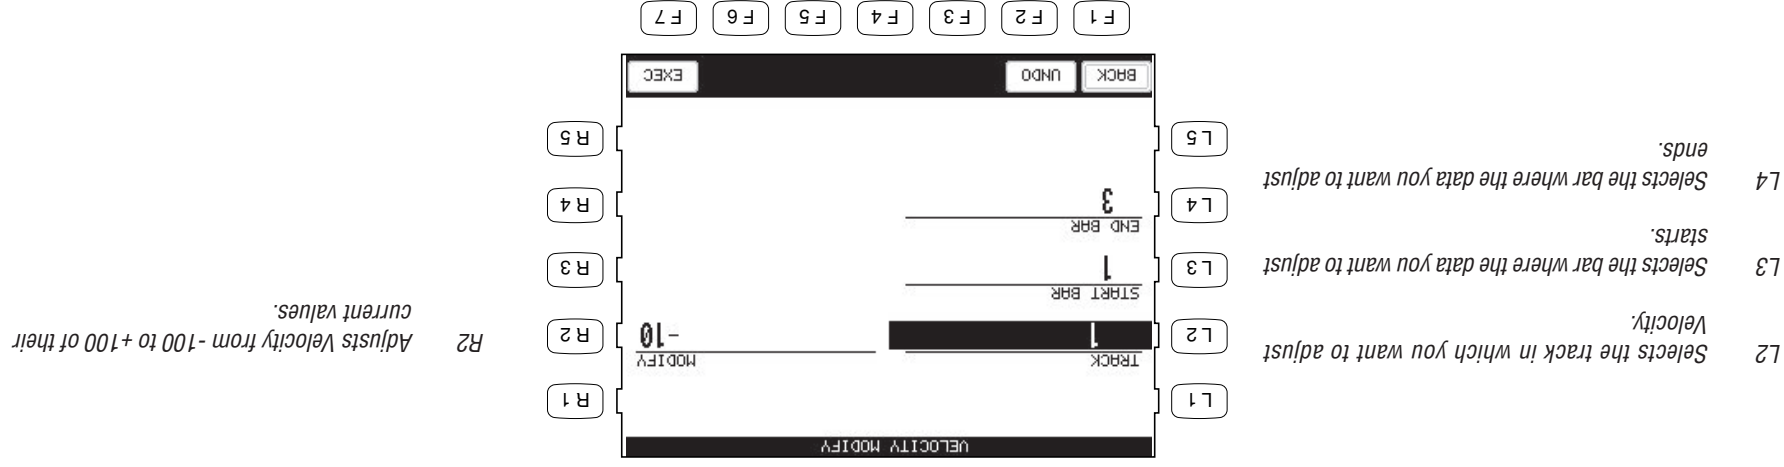 VELOCITY MODIFY
L1
R1
L2 Selects the track in which you want to adjust
Velocity.
L2
TRACK
1
MODIFY
-10
R2
R2 Adjusts Velocity from -100 to +100 of their
current values.
L3 Selects the bar where the data you want to adjust
starts.
L3
START BAR
1
R3
L4 Selects the bar where the data you want to adjust
ends.
L4
END BAR
3
R4
L5
R5
BACK
UNDO
EXEC
F1
F2
F3
F4
F5
F6
F7